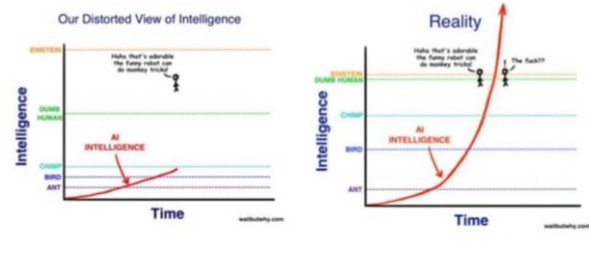 Our Distorted View of Intelligence
EINSTEIN
Haha that's adorable
the funny robot can
do monkey tricks!
DUMB
HUMAN
AI
INTELLIGENCE
CHIMP
BIRD
ANT
Intelligence
Time
waitbutwhy.com
Reality
Haha that's adorable
the funny robot can
do monkey tricks!
The fuck??
EINSTEIN
DUMB HUMAN
CHIMP
AI
INTELLIGENCE
BIRD
ANT
Intelligence
Time
waitbutwhy.com